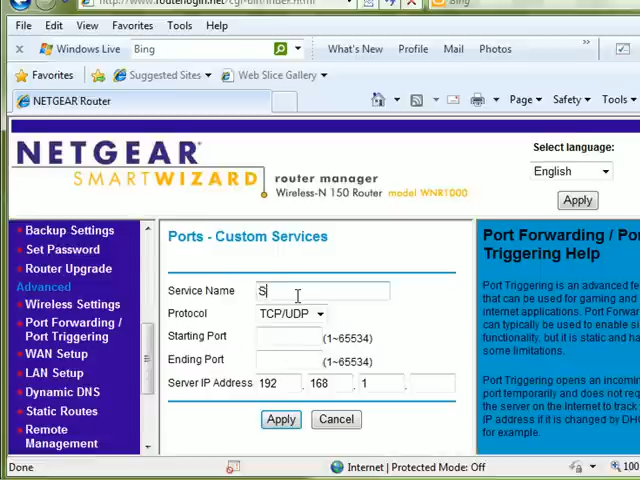 File Edit View Favorites Tools Help
Windows Live Bing What's New Profile Mail Photos »
Favorites Suggested Sites Web Slice Gallery
NETGEAR Router Page Safety Tools
NETGEAR®
SMARTWIZARD router manager
Wireless-N 150 Router model WNR1000
Select language:
English
Apply
Backup Settings
Set Password
Router Upgrade
Advanced
Wireless Settings
Port Forwarding /
Port Triggering
WAN Setup
LAN Setup
Dynamic DNS
Static Routes
Remote
Management
Ports - Custom Services
Service Name S
Protocol TCP/UDP
Starting Port (1~65534)
Ending Port (1~65534)
Server IP Address 192 . 168 . 1 .
Apply Cancel
Port Forwarding / Po
Triggering Help
Port Triggering is an advanced fe
that can be used for gaming and
internet applications. Port Forwar
can typically be used to enable si
functionality, but it is static and ha
some limitations.
Port Triggering opens an incomin
port temporarily and does not req
the server on the Internet to track
IP address if it is changed by DHC
for example.
Done Internet | Protected Mode: Off 100